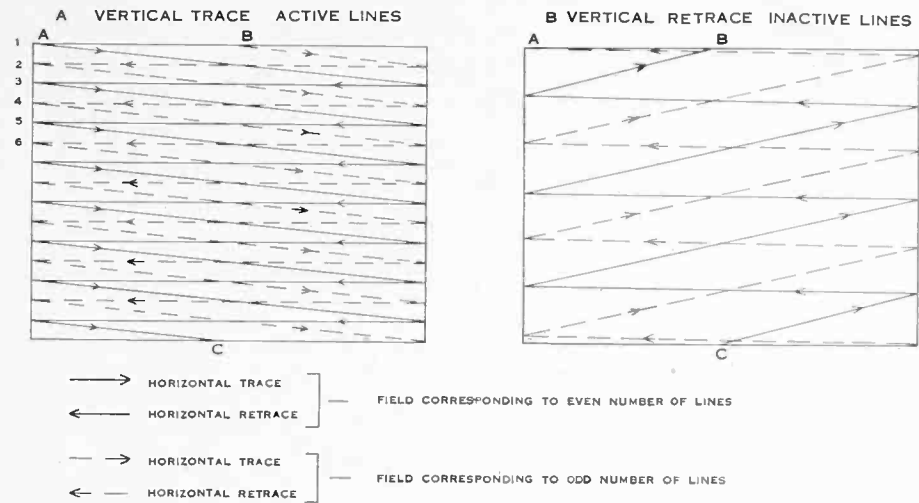 A VERTICAL TRACE ACTIVE LINES
A B
1
2
3
4
5
6
C
B VERTICAL RETRACE INACTIVE LINES
A B
C
HORIZONTAL TRACE
HORIZONTAL RETRACE
FIELD CORRESPONDING TO EVEN NUMBER OF LINES
HORIZONTAL TRACE
HORIZONTAL RETRACE
FIELD CORRESPONDING TO ODD NUMBER OF LINES